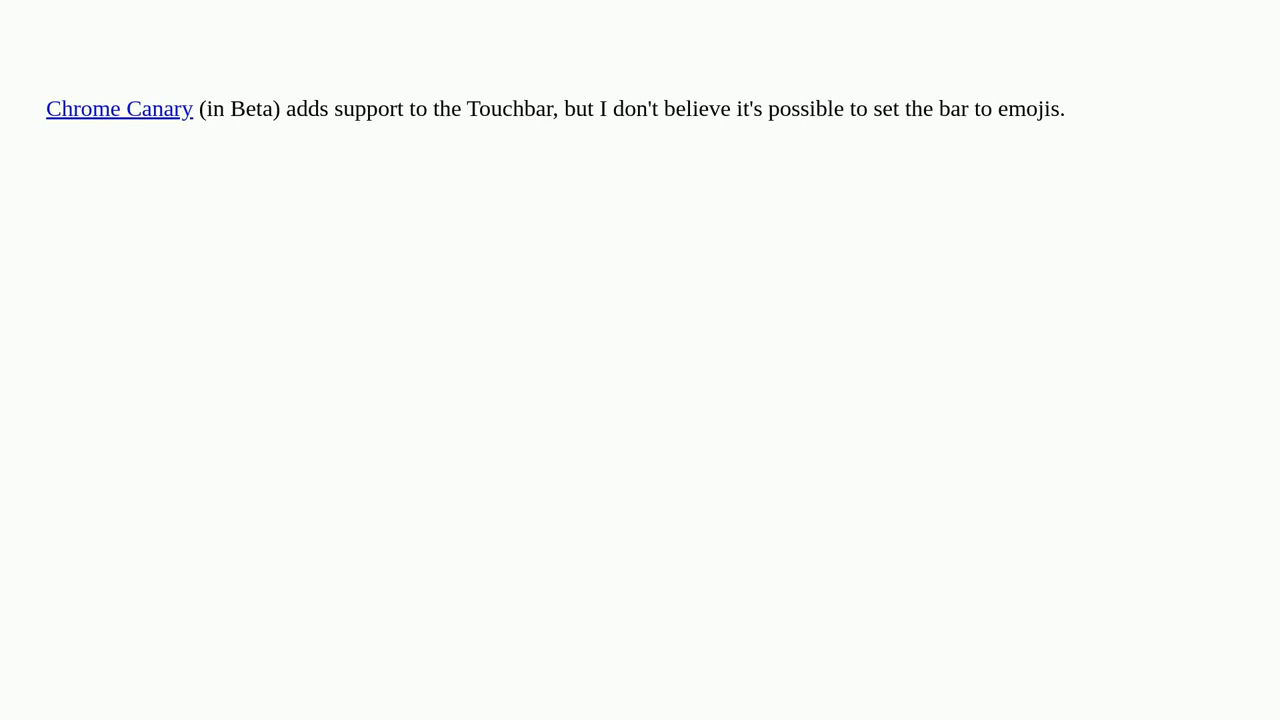 Chrome Canary (in Beta) adds support to the Touchbar, but I don't believe it's possible to set the bar to emojis.